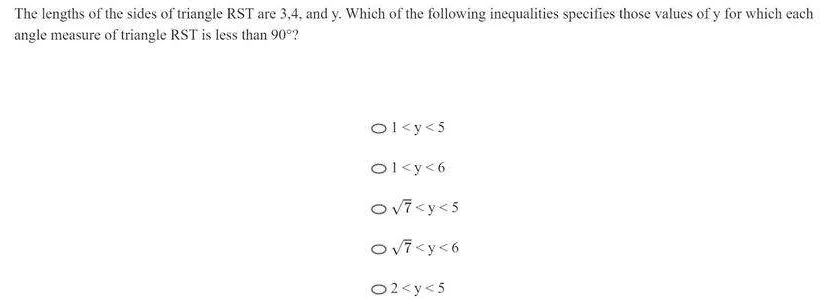 The lengths of the sides of triangle RST are 3,4, and y. Which of the following inequalities specifies those values of y for which each
angle measure of triangle RST is less than 90°?
1 < y < 5
1 < y < 6
√7 < y < 5
√7 < y < 6
2 < y < 5